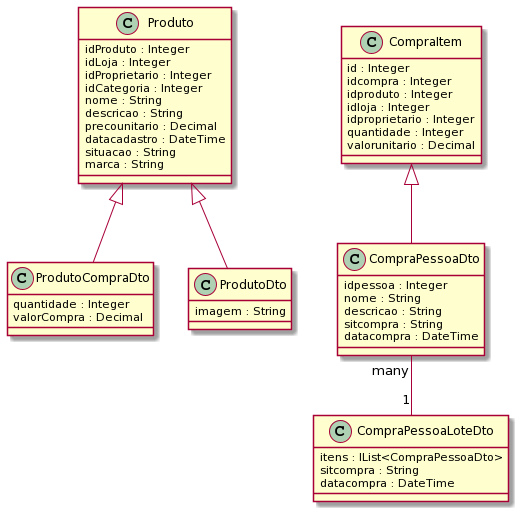 C Produto
idProduto : Integer
idLoja : Integer
idProprietario : Integer
idCategoria : Integer
nome : String
descricao : String
precounitario : Decimal
datacadastro : DateTime
situacao : String
marca : String
C CompraItem
id : Integer
idcompra : Integer
idproduto : Integer
idloja : Integer
idproprietario : Integer
quantidade : Integer
valorunitario : Decimal
C ProdutoCompraDto
quantidade : Integer
valorCompra : Decimal
C ProdutoDto
imagem : String
C CompraPessoaDto
idpessoa : Integer
nome : String
descricao : String
sitcompra : String
datacompra : DateTime
many
1
C CompraPessoaLoteDto
itens : IList<CompraPessoaDto>
sitcompra : String
datacompra : DateTime